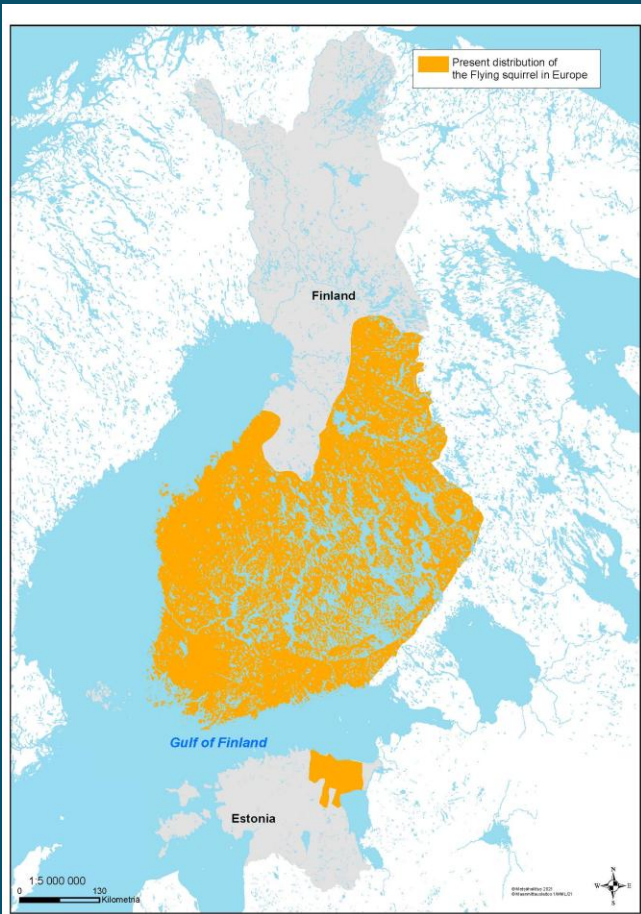 Present distribution of
the Flying squirrel in Europe
Finland
Gulf of Finland
Estonia
1:5 000 000
0 130
Kilometriä
N
W E
S